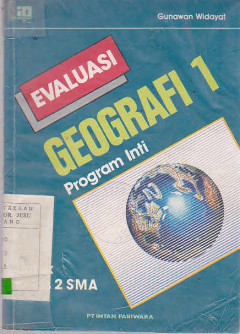 Gunawan Widayat
EVALUASI
GEOGRAFI 1
Program Inti
2 SMA
PT INTAN PARIWARA